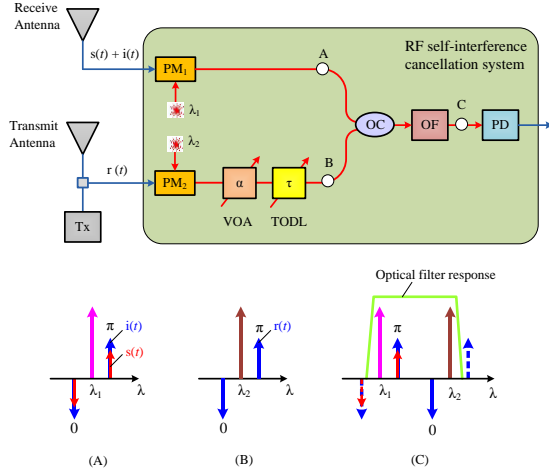 Receive
Antenna
s(t) + i(t)
PM1
λ1
A
RF self-interference
cancellation system
Transmit
Antenna
λ2
OC
OF
C
PD
r (t)
PM2
α
τ
B
VOA
TODL
Tx
Optical filter response
π
i(t)
s(t)
λ1
λ
0
(A)
π
r(t)
λ2
λ
0
(B)
π
λ1
λ2
λ
0
(C)